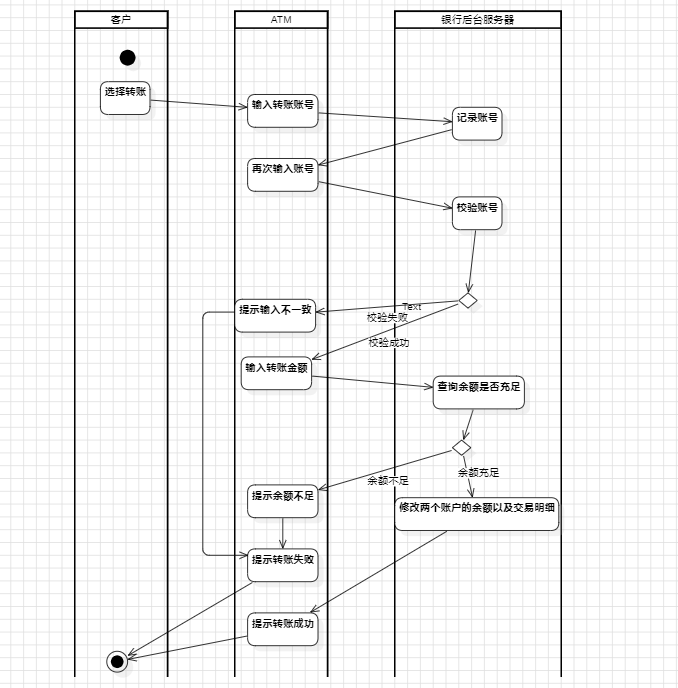 客户
ATM
银行后台服务器
选择转账
输入转账账号
记录账号
再次输入账号
校验账号
提示输入不一致
Text
校验失败
校验成功
输入转账金额
查询余额是否充足
余额不足
余额充足
提示余额不足
修改两个账户的余额以及交易明细
提示转账失败
提示转账成功